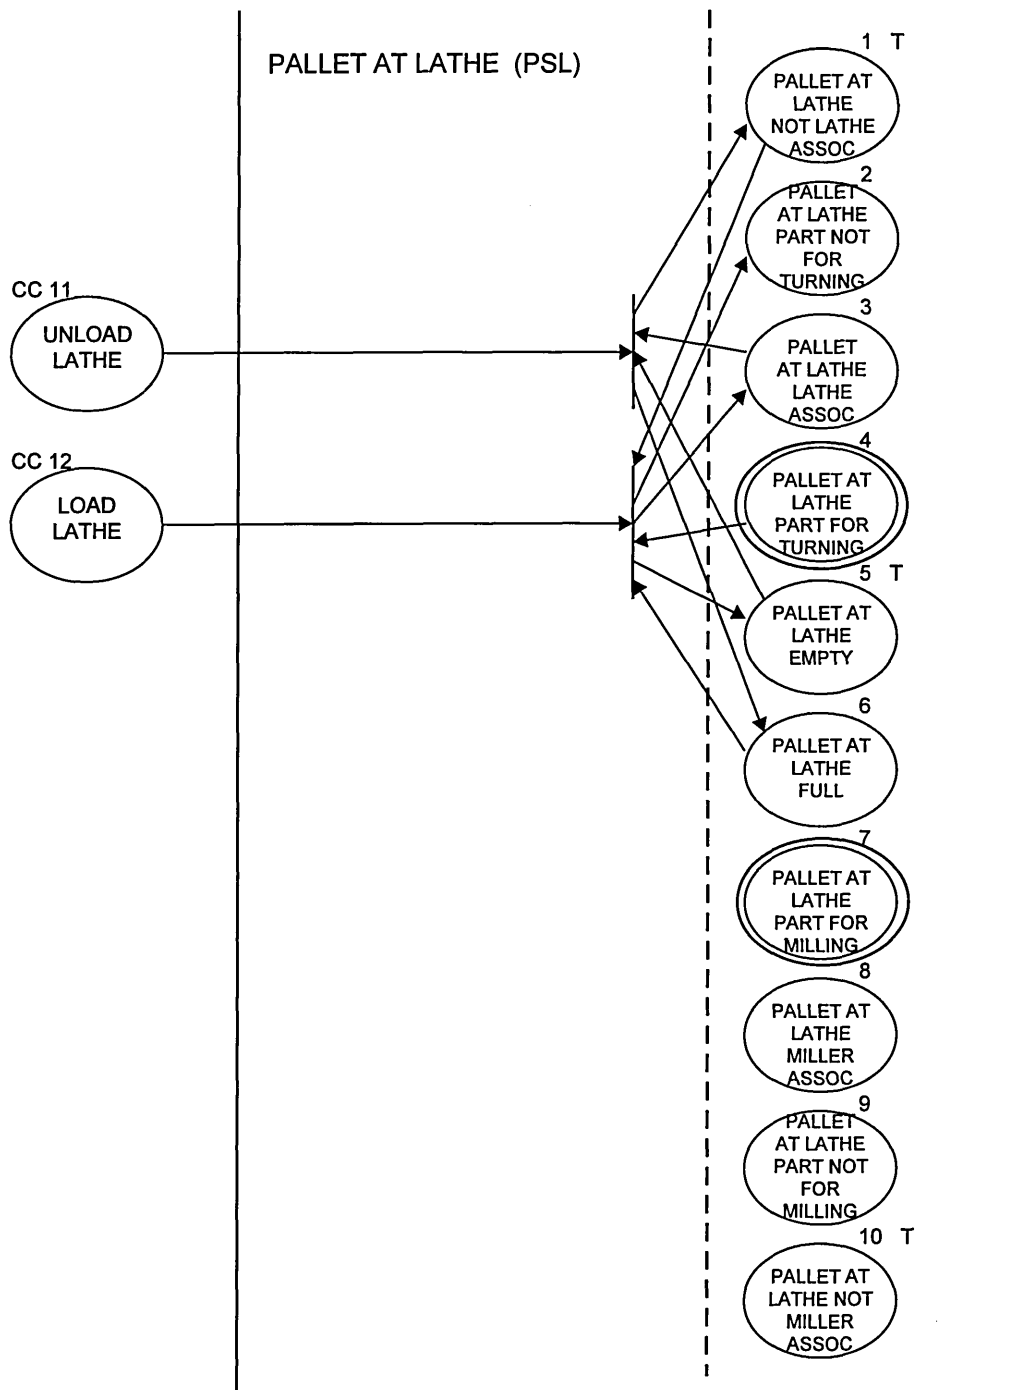 PALLET AT LATHE (PSL)
CC 11
UNLOAD
LATHE
CC 12
LOAD
LATHE
1 T
PALLET AT
LATHE
NOT LATHE
ASSOC
2
PALLET
AT LATHE
PART NOT
FOR
TURNING
3
PALLET
AT LATHE
LATHE
ASSOC
4
PALLET AT
LATHE
PART FOR
TURNING
5 T
PALLET AT
LATHE
EMPTY
6
PALLET AT
LATHE
FULL
7
PALLET AT
LATHE
PART FOR
MILLING
8
PALLET AT
LATHE
MILLER
ASSOC
9
PALLET
AT LATHE
PART NOT
FOR
MILLING
10 T
PALLET AT
LATHE NOT
MILLER
ASSOC